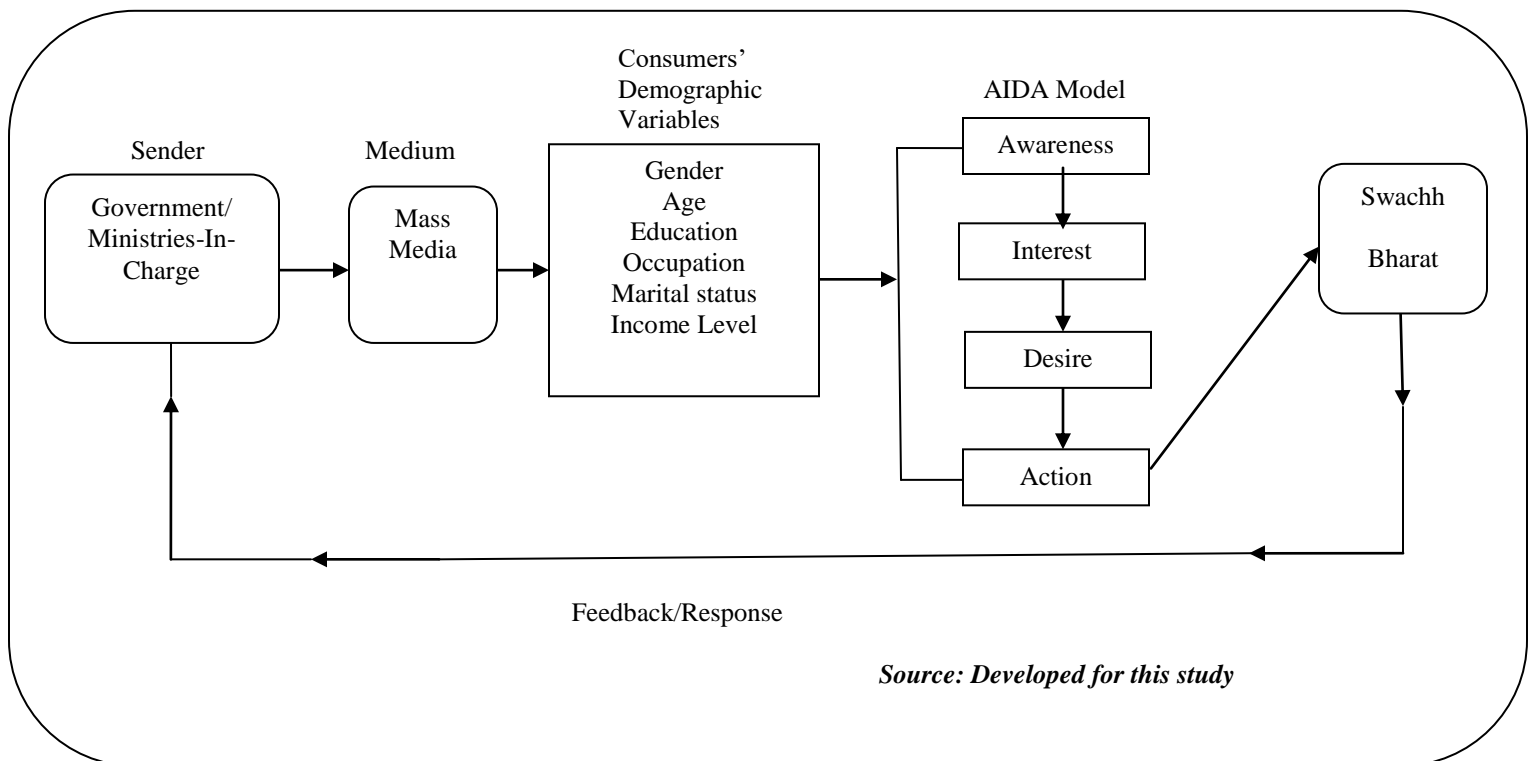 Sender
Government/
Ministries-In-
Charge
Medium
Mass
Media
Consumers’
Demographic
Variables
Gender
Age
Education
Occupation
Marital status
Income Level
AIDA Model
Awareness
Interest
Desire
Action
Swachh
Bharat
Feedback/Response
Source: Developed for this study